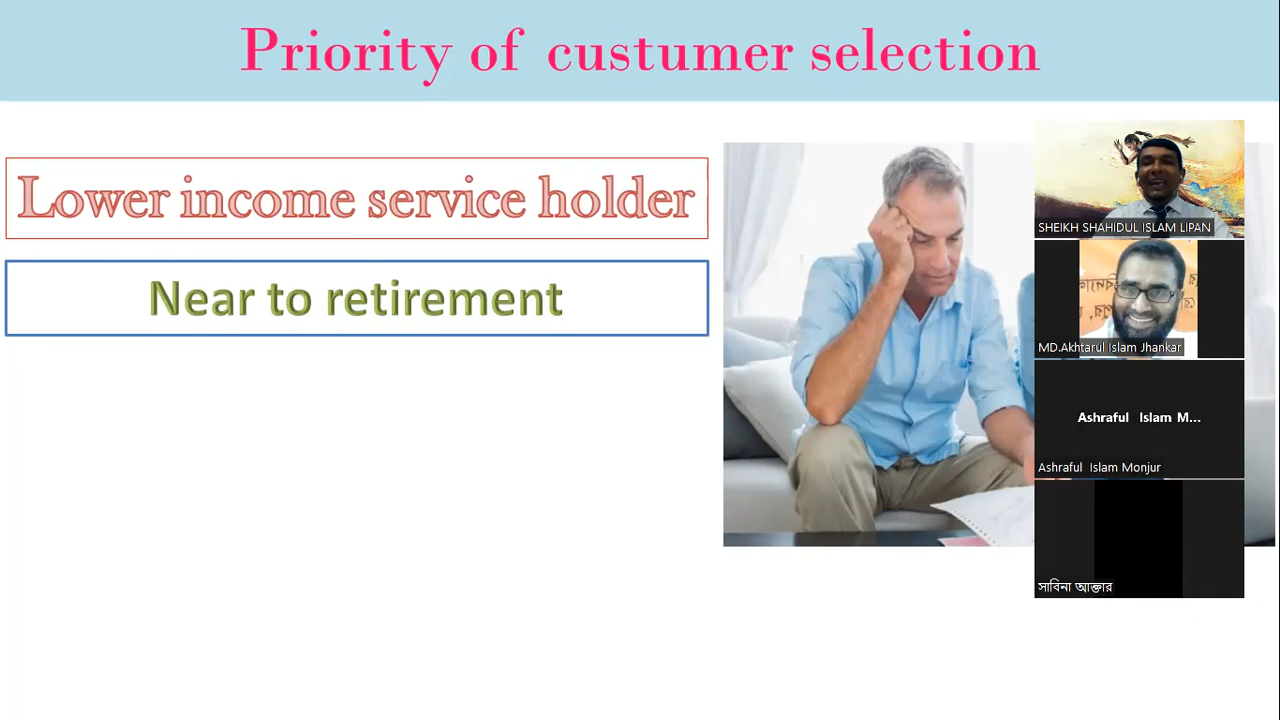 Priority of custumer selection
Lower income service holder
Near to retirement
SHEIKH SHAHIDUL ISLAM LIPAN
MD.Akhtarul Islam Jhankar
Ashraful Islam M...
Ashraful Islam Monjur
সাবিনা আক্তার